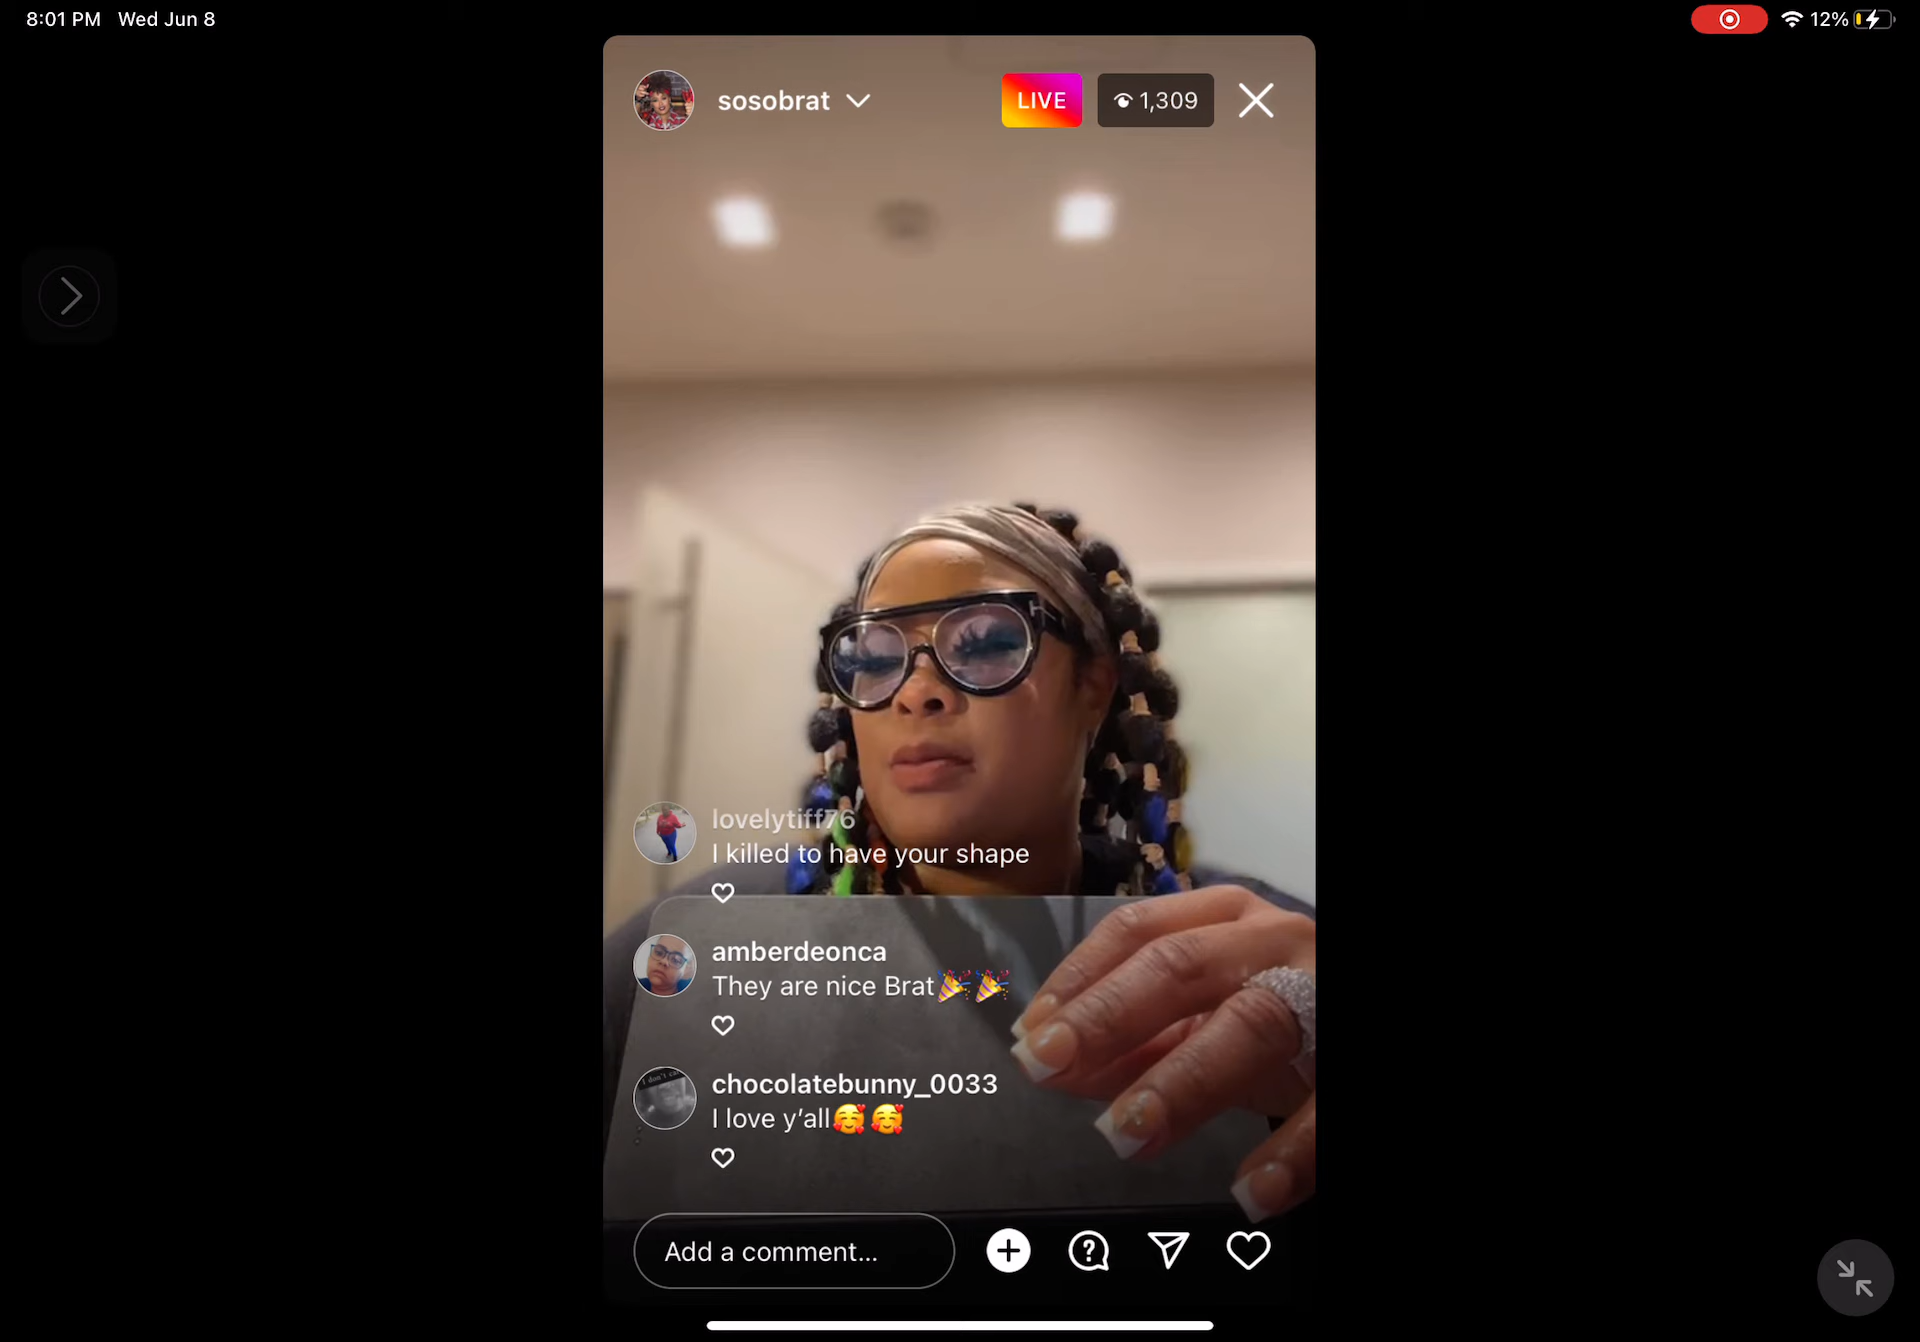 8:01 PM Wed Jun 8
12%
sosobrat
LIVE
1,309
lovelytiff76
I killed to have your shape
amberdeonca
They are nice Brat🎉🎉
chocolatebunny_0033
I love y’all🥰🥰
Add a comment...